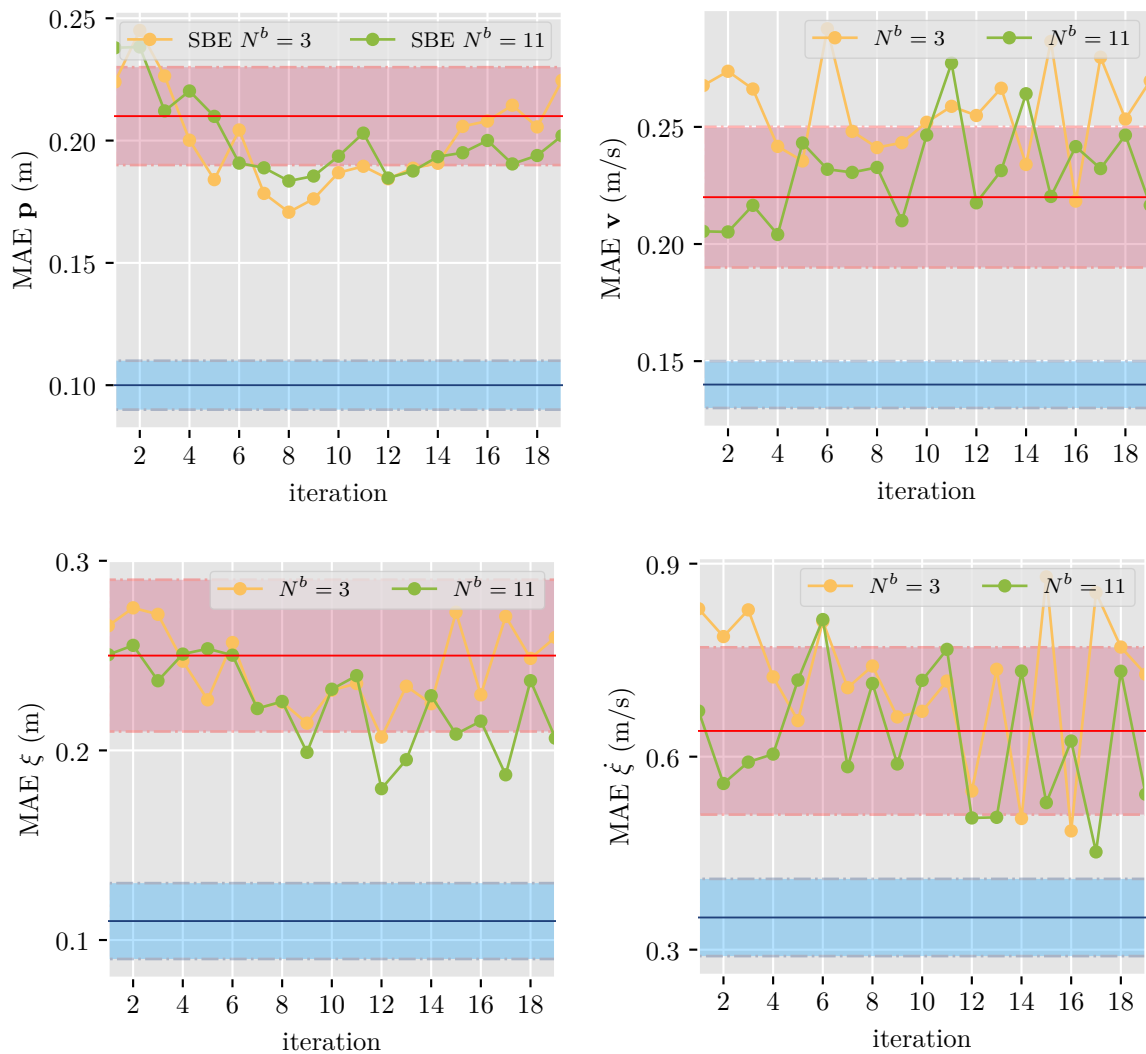 SBE N^b = 3 SBE N^b = 11
0.25
0.20
0.15
0.10
MAE p (m)
2 4 6 8 10 12 14 16 18
iteration
N^b = 3 N^b = 11
0.25
0.20
0.15
MAE v (m/s)
2 4 6 8 10 12 14 16 18
iteration
N^b = 3 N^b = 11
0.3
0.2
0.1
MAE ξ (m)
2 4 6 8 10 12 14 16 18
iteration
N^b = 3 N^b = 11
0.9
0.6
0.3
MAE ξ̇ (m/s)
2 4 6 8 10 12 14 16 18
iteration